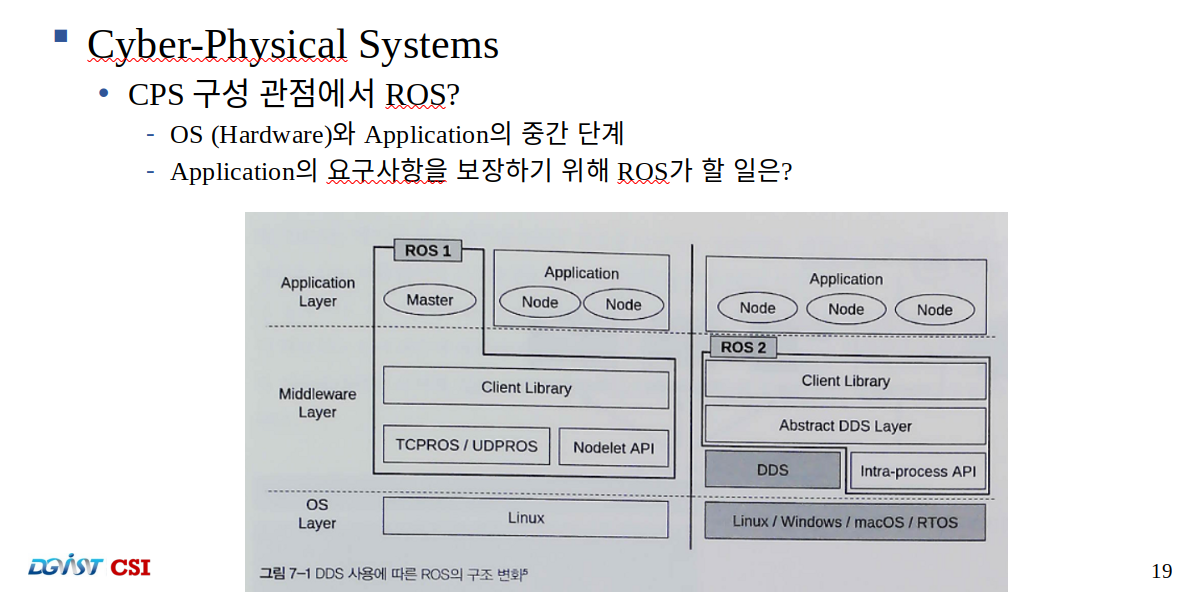 Cyber-Physical Systems
CPS 구성 관점에서 ROS?
- OS (Hardware)와 Application의 중간 단계
- Application의 요구사항을 보장하기 위해 ROS가 할 일은?
Application
Layer
ROS 1
Master
Application
Node Node
Application
Node Node Node
Middleware
Layer
Client Library
TCPROS / UDPROS Nodelet API
ROS 2
Client Library
Abstract DDS Layer
DDS Intra-process API
OS
Layer
Linux
Linux / Windows / macOS / RTOS
그림 7-1 DDS 사용에 따른 ROS의 구조 변화5
DGIST CSI
19